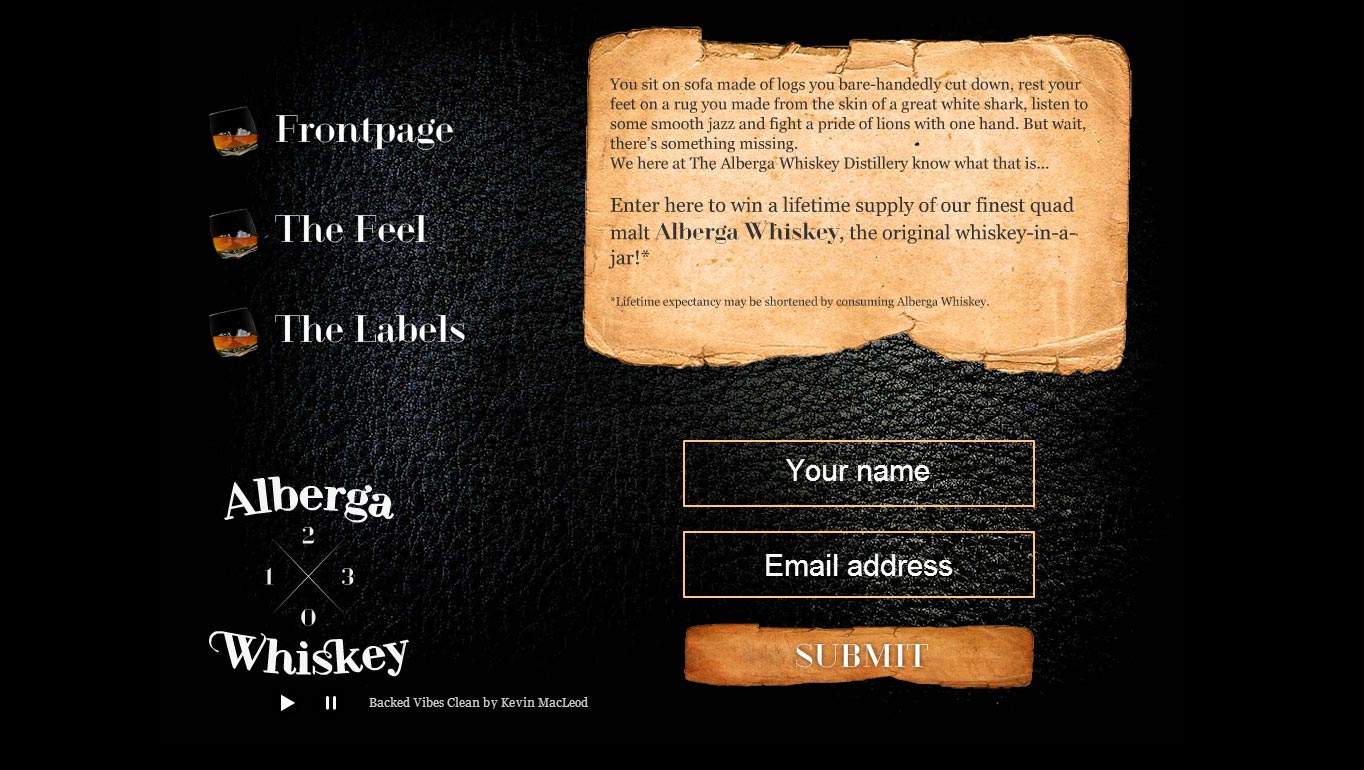 Frontpage
The Feel
The Labels
You sit on sofa made of logs you bare-handedly cut down, rest your
feet on a rug you made from the skin of a great white shark, listen to
some smooth jazz and fight a pride of lions with one hand. But wait,
there's something missing.
We here at The Alberga Whiskey Distillery know what that is...
Enter here to win a lifetime supply of our finest quad
malt Alberga Whiskey, the original whiskey-in-a-
jar!*
*Lifetime expectancy may be shortened by consuming Alberga Whiskey.
Your name
Email address
SUBMIT
Alberga
2
1 3
0
Whiskey
Backed Vibes Clean by Kevin MacLeod